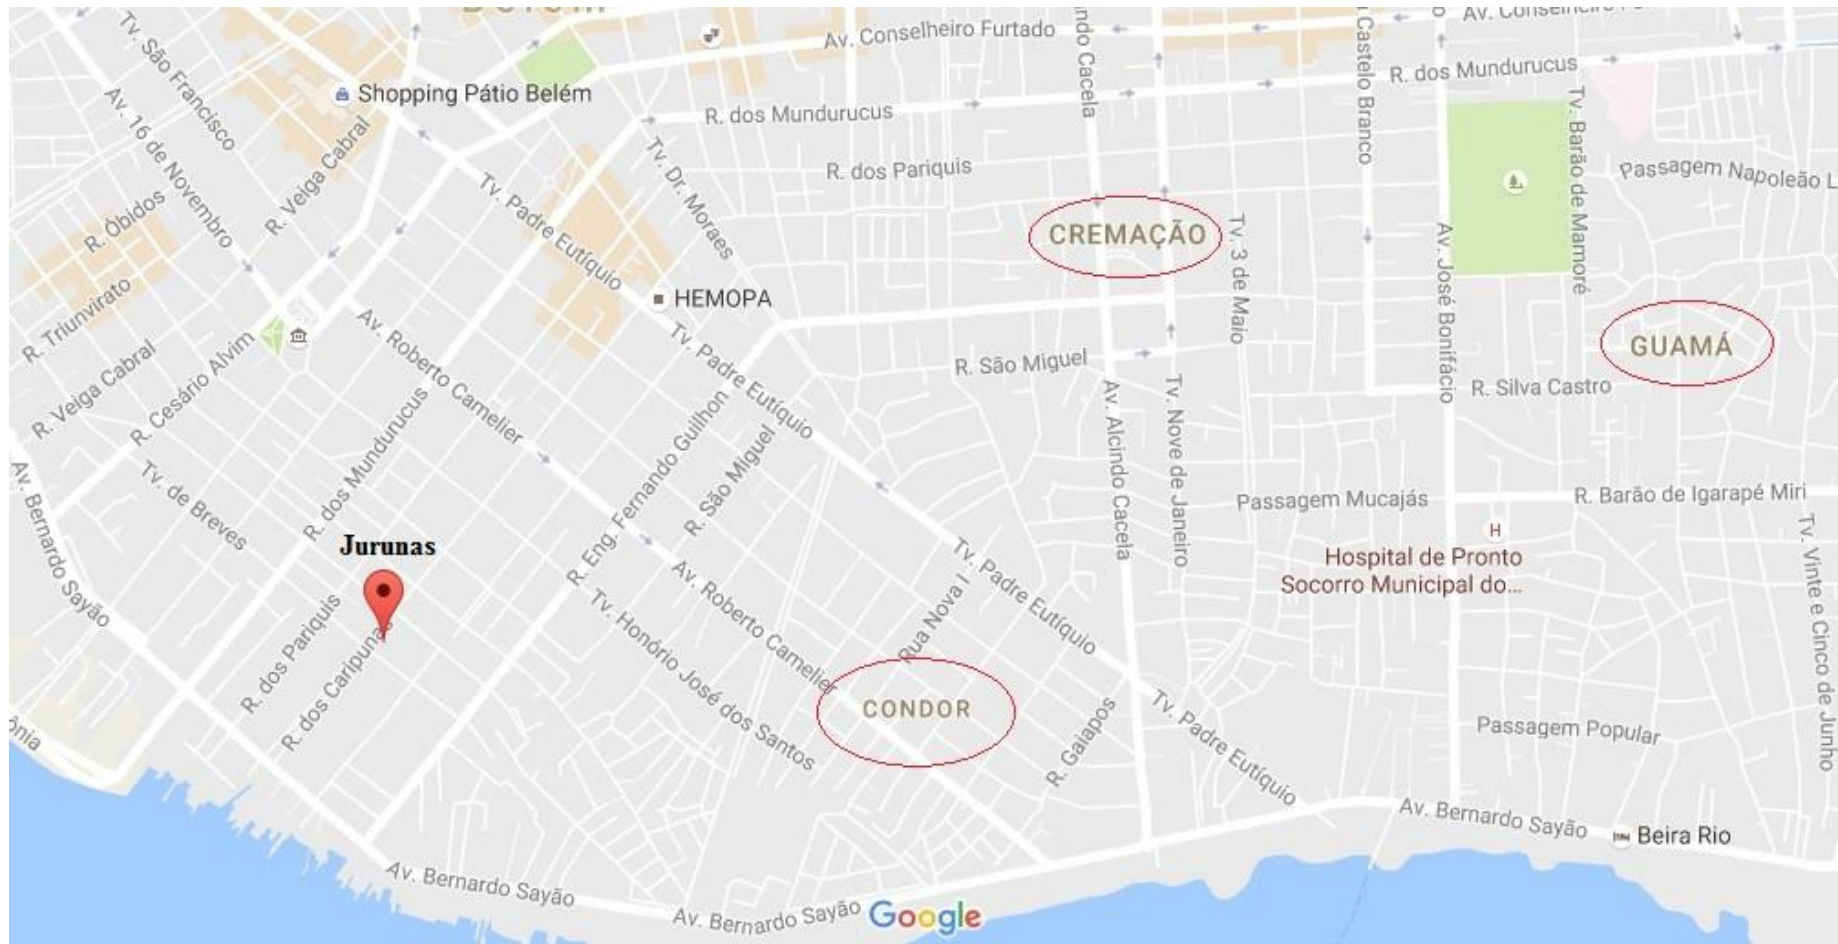 Belém
Av. Conselheiro Fu
Tv. São Francisco
Av. Conselheiro Furtado
ndo Cacela
Castelo Branco
R. dos Mundurucus
Shopping Pátio Belém
Av. 16 de Novembro
R. Veiga Cabral
R. dos Mundurucus
Tv. Barão de Mamoré
Tv. Dr. Moraes
R. dos Pariquis
Passagem Napoleão L
Tv. Padre Eutíquio
R. Óbidos
CREMAÇÃO
Tv. 3 de Maio
Av. José Bonifácio
HEMOPA
R. Triunvirato
Av. Roberto Camelier
Tv. Padre Eutíquio
GUAMÁ
R. Veiga Cabral
R. Cesário Alvim
R. São Miguel
R. Silva Castro
R. dos Mundurucus
R. Eng. Fernando Guilhon
R. São Miguel
Av. Alcindo Cacela
Tv. Nove de Janeiro
Av. Bernardo Sayão
Tv. de Breves
Passagem Mucajás
R. Barão de Igarapé Miri
H
Jurunas
Hospital de Pronto
Socorro Municipal do...
Tv. Vinte e Cinco de Junho
Tv. Padre Eutíquio
Av. Roberto Camelier
Rua Nova I
R. dos Pariquis
R. dos Caripunas
Tv. Honório José dos Santos
CONDOR
R. Gaiapos
Tv. Padre Eutíquio
Passagem Popular
ônia
Av. Bernardo Sayão
Beira Rio
Av. Bernardo Sayão
Av. Bernardo Sayão
Google